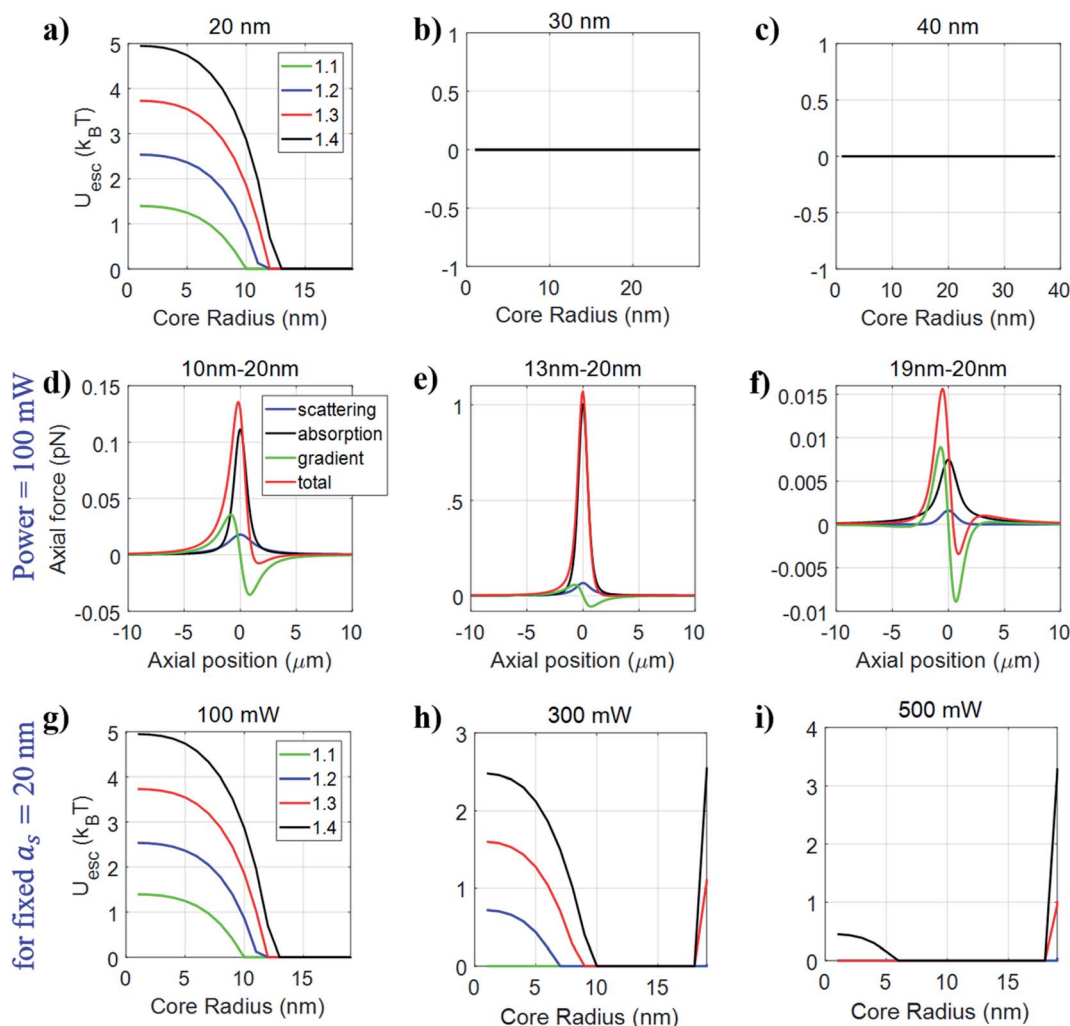 a)
20 nm
U_esc (k_BT)
5
4
3
2
1
0
1.1
1.2
1.3
1.4
0 5 10 15
Core Radius (nm)
b)
30 nm
1
0.5
0
-0.5
-1
0 10 20
Core Radius (nm)
c)
40 nm
1
0.5
0
-0.5
-1
0 10 20 30 40
Core Radius (nm)
Power = 100 mW
d)
10nm-20nm
Axial force (pN)
0.15
0.1
0.05
0
-0.05
scattering
absorption
gradient
total
-10 -5 0 5 10
Axial position (μm)
e)
13nm-20nm
1
.5
0
-10 -5 0 5 10
Axial position (μm)
f)
19nm-20nm
0.015
0.01
0.005
0
-0.005
-0.01
-10 -5 0 5 10
Axial position (μm)
for fixed a_s = 20 nm
g)
100 mW
U_esc (k_BT)
5
4
3
2
1
0
1.1
1.2
1.3
1.4
0 5 10 15
Core Radius (nm)
h)
300 mW
3
2
1
0
0 5 10 15
Core Radius (nm)
i)
500 mW
4
3
2
1
0
0 5 10 15
Core Radius (nm)